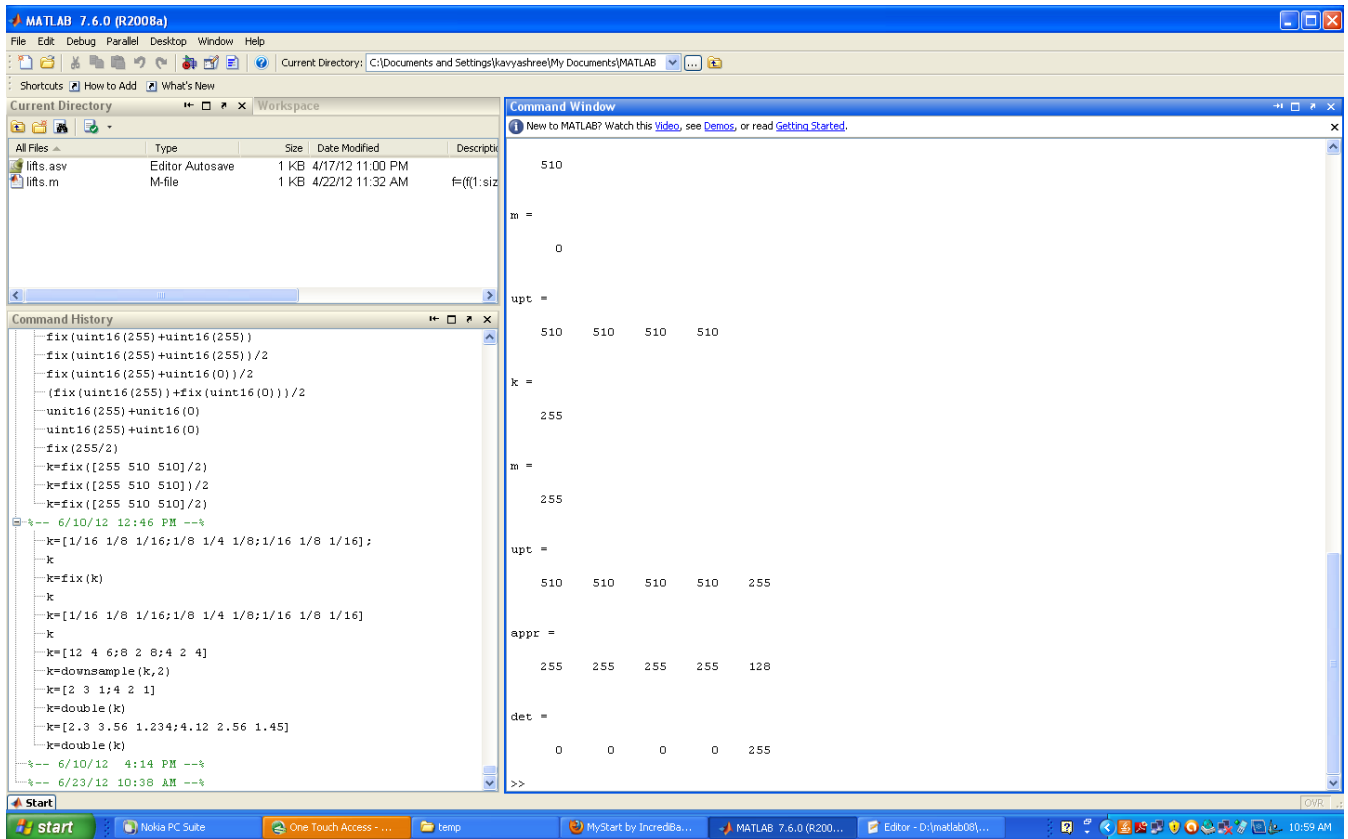 MATLAB 7.6.0 (R2008a)
File Edit Debug Parallel Desktop Window Help
Current Directory: C:\Documents and Settings\kavyashree\My Documents\MATLAB
Shortcuts How to Add What's New
Current Directory Workspace
All Files Type Size Date Modified Descriptic
lifts.asv Editor Autosave 1 KB 4/17/12 11:00 PM
lifts.m M-file 1 KB 4/22/12 11:32 AM f=(f(1:siz
Command History
fix(uint16(255)+uint16(255))
fix(uint16(255)+uint16(255))/2
fix(uint16(255)+uint16(0))/2
(fix(uint16(255))+fix(uint16(0)))/2
unit16(255)+unit16(0)
uint16(255)+uint16(0)
fix(255/2)
k=fix([255 510 510]/2)
k=fix([255 510 510])/2
k=fix([255 510 510]/2)
%-- 6/10/12 12:46 PM --%
k=[1/16 1/8 1/16;1/8 1/4 1/8;1/16 1/8 1/16];
k
k=fix(k)
k
k=[1/16 1/8 1/16;1/8 1/4 1/8;1/16 1/8 1/16]
k
k=[12 4 6;8 2 8;4 2 4]
k=downsample(k,2)
k=[2 3 1;4 2 1]
k=double(k)
k=[2.3 3.56 1.234;4.12 2.56 1.45]
k=double(k)
%-- 6/10/12 4:14 PM --%
%-- 6/23/12 10:38 AM --%
Command Window
New to MATLAB? Watch this Video, see Demos, or read Getting Started.
510
m =
0
upt =
510 510 510 510
k =
255
m =
255
upt =
510 510 510 510 255
appr =
255 255 255 255 128
det =
0 0 0 0 255
>>
Start
OVR
start Nokia PC Suite One Touch Access - ... temp MyStart by IncrediBa... MATLAB 7.6.0 (R200... Editor - D:\matlab08\... 10:59 AM